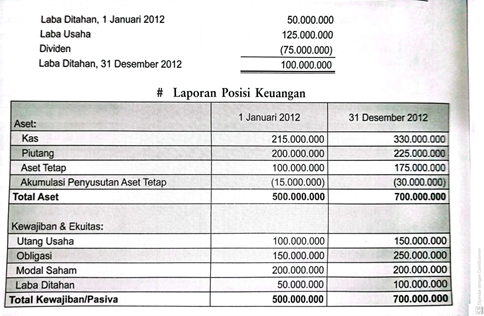 Laba Ditahan, 1 Januari 2012 50.000.000
Laba Usaha 125.000.000
Dividen (75.000.000)
Laba Ditahan, 31 Desember 2012 100.000.000
# Laporan Posisi Keuangan
1 Januari 2012 31 Desember 2012
Aset:
Kas 215.000.000 330.000.000
Piutang 200.000.000 225.000.000
Aset Tetap 100.000.000 175.000.000
Akumulasi Penyusutan Aset Tetap (15.000.000) (30.000.000)
Total Aset 500.000.000 700.000.000
Kewajiban & Ekuitas:
Utang Usaha 100.000.000 150.000.000
Obligasi 150.000.000 250.000.000
Modal Saham 200.000.000 200.000.000
Laba Ditahan 50.000.000 100.000.000
Total Kewajiban/Pasiva 500.000.000 700.000.000